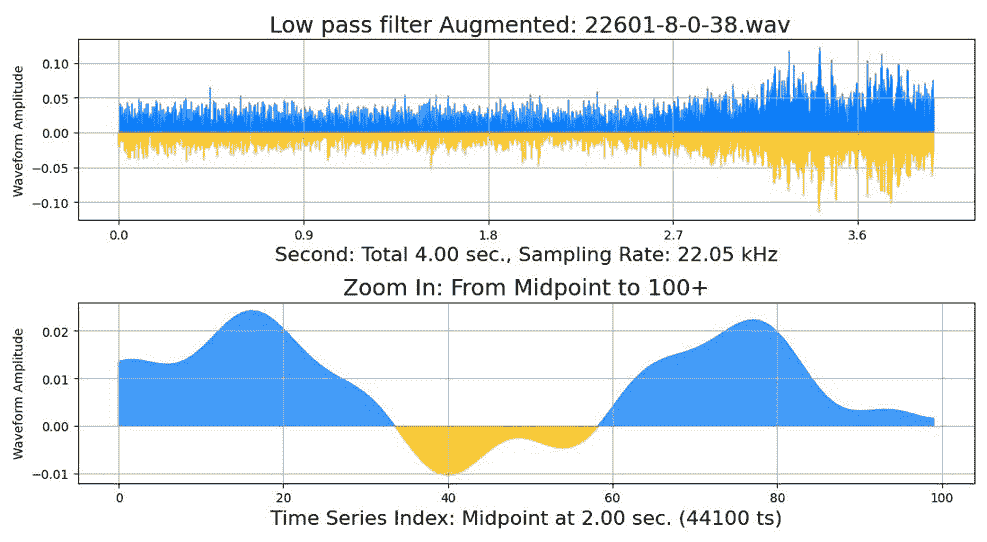 Low pass filter Augmented: 22601-8-0-38.wav
Waveform Amplitude
0.10
0.05
0.00
−0.05
−0.10
0.0 0.9 1.8 2.7 3.6
Second: Total 4.00 sec., Sampling Rate: 22.05 kHz
Zoom In: From Midpoint to 100+
Waveform Amplitude
0.02
0.01
0.00
−0.01
0 20 40 60 80 100
Time Series Index: Midpoint at 2.00 sec. (44100 ts)